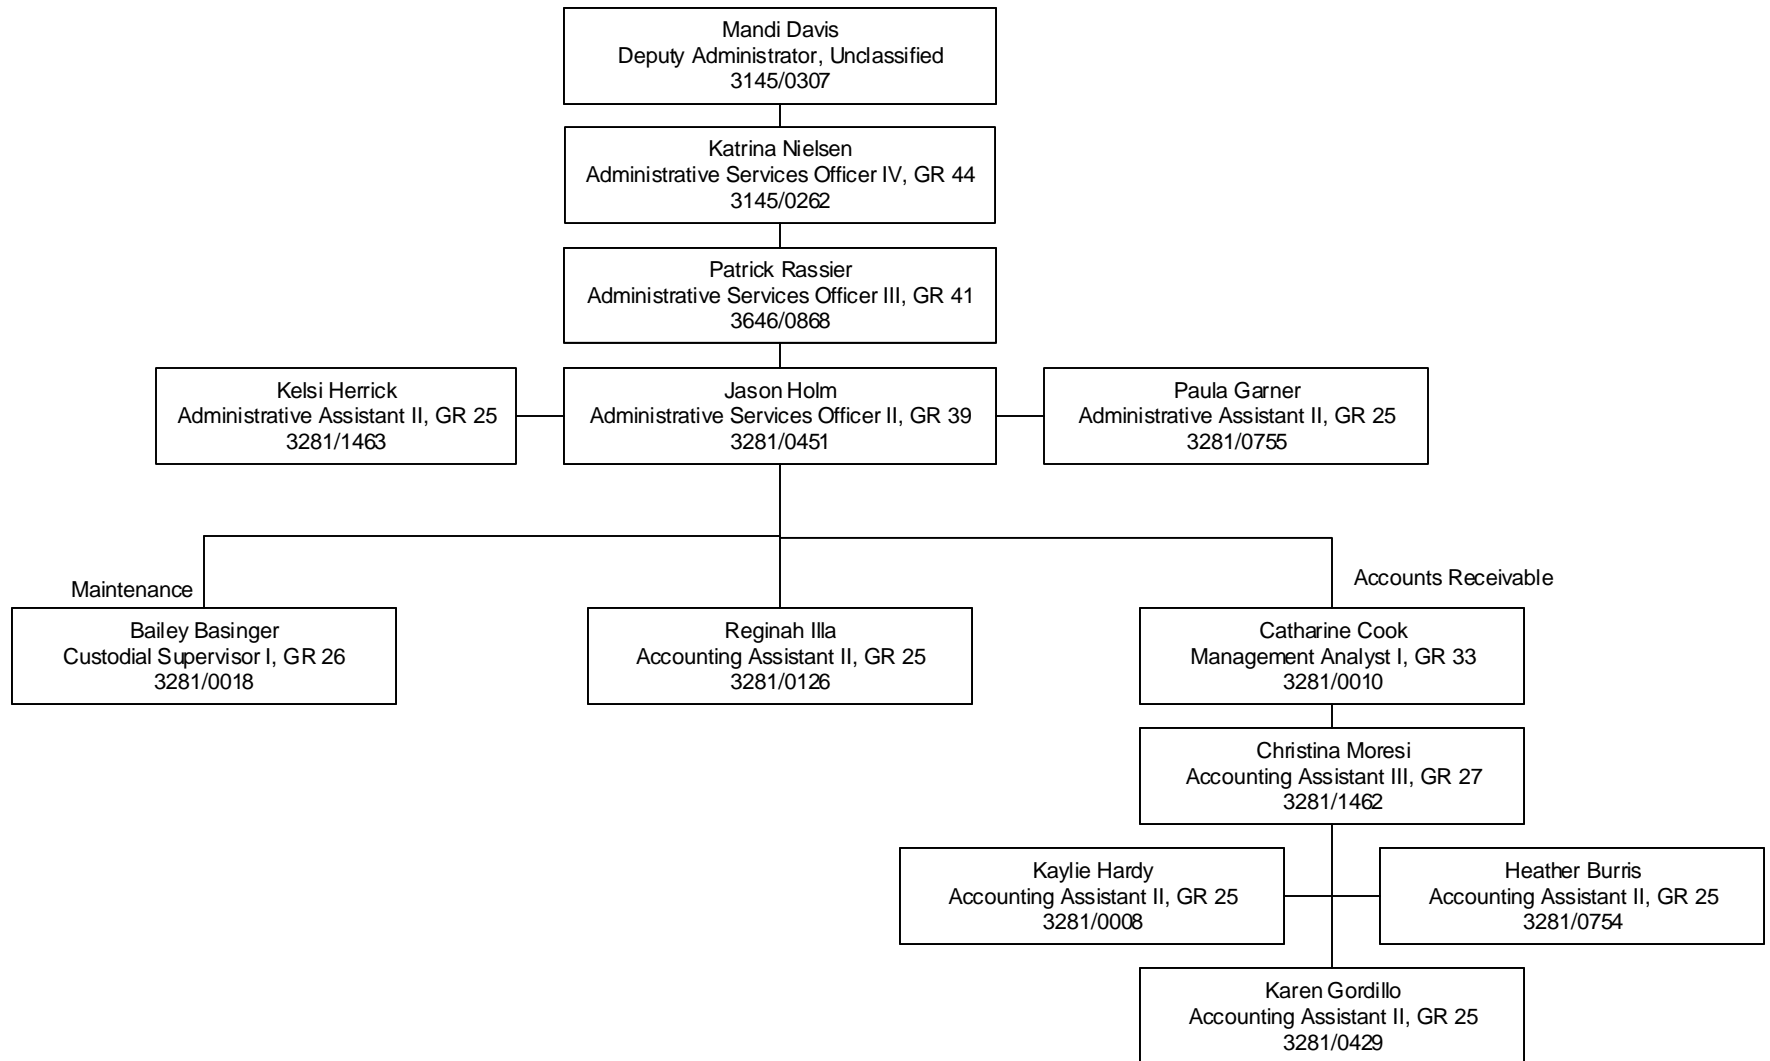 Mandi Davis
Deputy Administrator, Unclassified
3145/0307
Katrina Nielsen
Administrative Services Officer IV, GR 44
3145/0262
Patrick Rassier
Administrative Services Officer III, GR 41
3646/0868
Kelsi Herrick
Administrative Assistant II, GR 25
3281/1463
Jason Holm
Administrative Services Officer II, GR 39
3281/0451
Paula Garner
Administrative Assistant II, GR 25
3281/0755
Maintenance
Accounts Receivable
Bailey Basinger
Custodial Supervisor I, GR 26
3281/0018
Reginah Illa
Accounting Assistant II, GR 25
3281/0126
Catharine Cook
Management Analyst I, GR 33
3281/0010
Christina Moresi
Accounting Assistant III, GR 27
3281/1462
Kaylie Hardy
Accounting Assistant II, GR 25
3281/0008
Heather Burris
Accounting Assistant II, GR 25
3281/0754
Karen Gordillo
Accounting Assistant II, GR 25
3281/0429